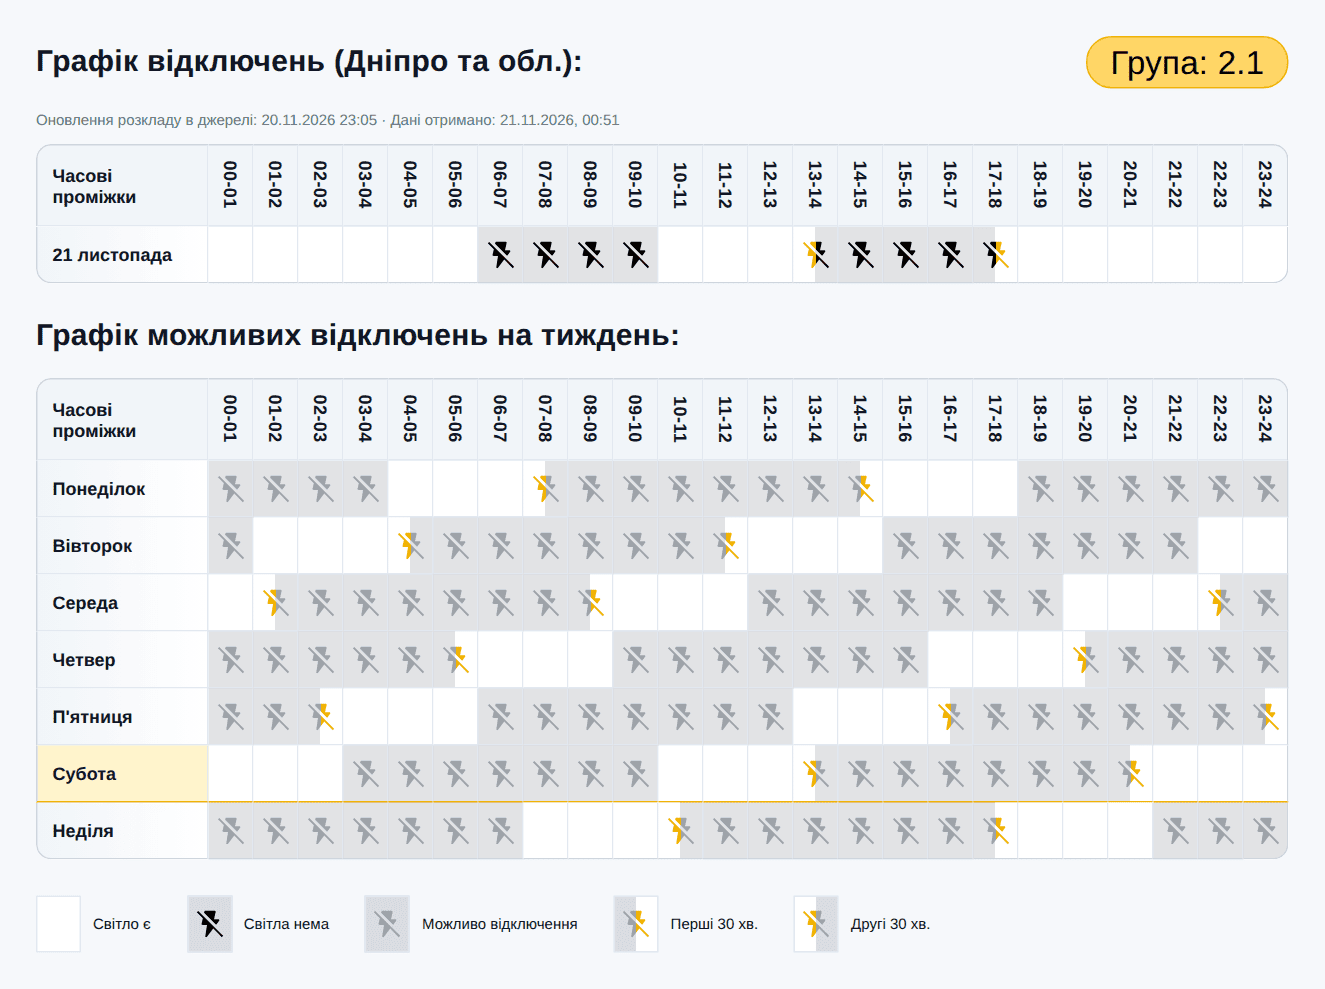 Графік відключень (Дніпро та обл.):
Група: 2.1
Оновлення розкладу в джерелі: 20.11.2026 23:05 · Дані отримано: 21.11.2026, 00:51
Часові проміжки 00-01 01-02 02-03 03-04 04-05 05-06 06-07 07-08 08-09 09-10 10-11 11-12 12-13 13-14 14-15 15-16 16-17 17-18 18-19 19-20 20-21 21-22 22-23 23-24
21 листопада
Графік можливих відключень на тиждень:
Часові проміжки 00-01 01-02 02-03 03-04 04-05 05-06 06-07 07-08 08-09 09-10 10-11 11-12 12-13 13-14 14-15 15-16 16-17 17-18 18-19 19-20 20-21 21-22 22-23 23-24
Понеділок
Вівторок
Середа
Четвер
П'ятниця
Субота
Неділя
Світло є Світла нема Можливо відключення Перші 30 хв. Другі 30 хв.